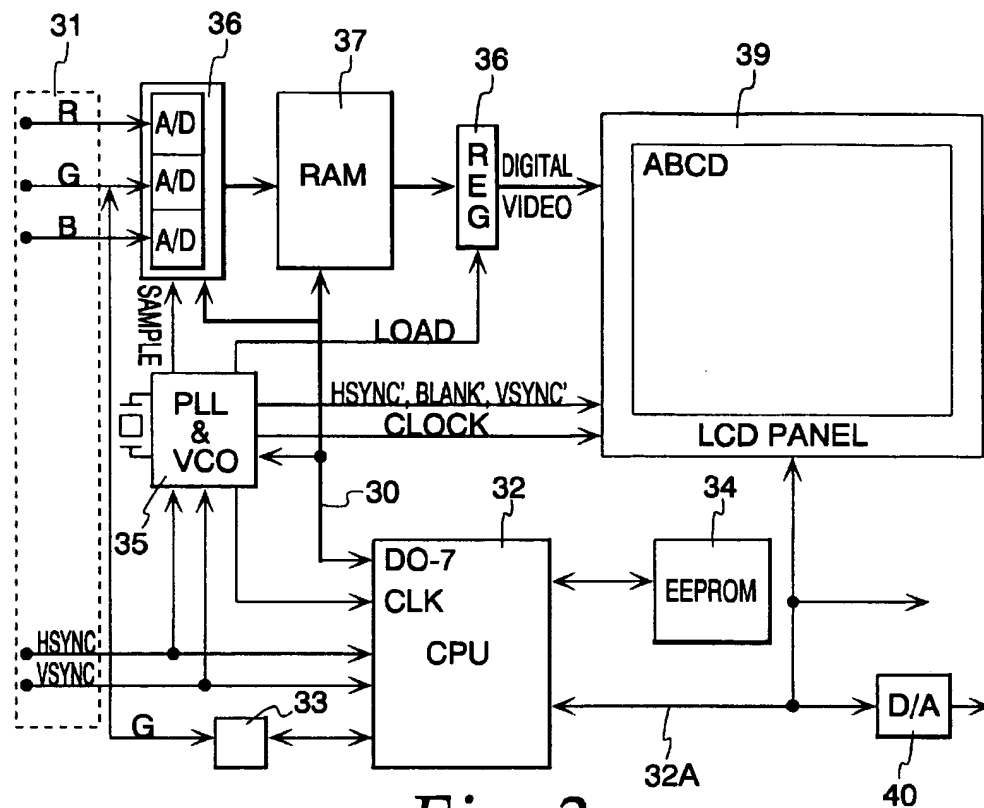 31
36
37
36
39
R
A/D
G
A/D
B
A/D
RAM
REG
DIGITAL
VIDEO
ABCD
SAMPLE
LOAD
PLL
&
VCO
HSYNC', BLANK', VSYNC'
CLOCK
LCD PANEL
35
30
32
34
DO-7
CLK
CPU
EEPROM
HSYNC
VSYNC
G
33
32A
D/A
40